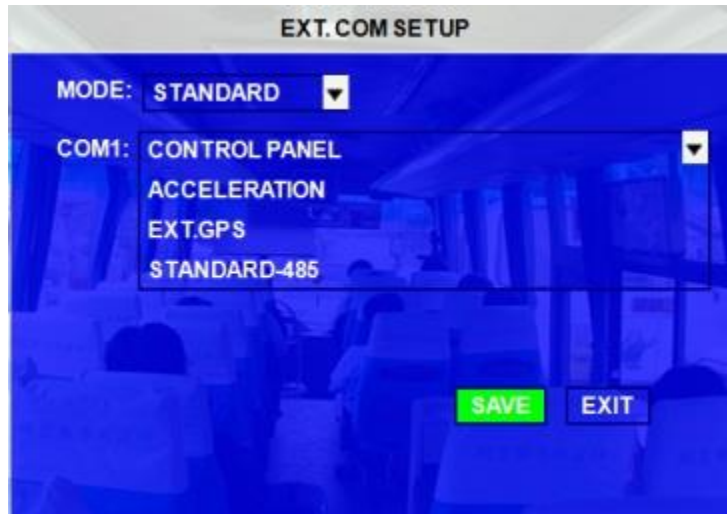 EXT. COM SETUP
MODE: STANDARD
COM1: CONTROL PANEL
ACCELERATION
EXT.GPS
STANDARD-485
SAVE EXIT